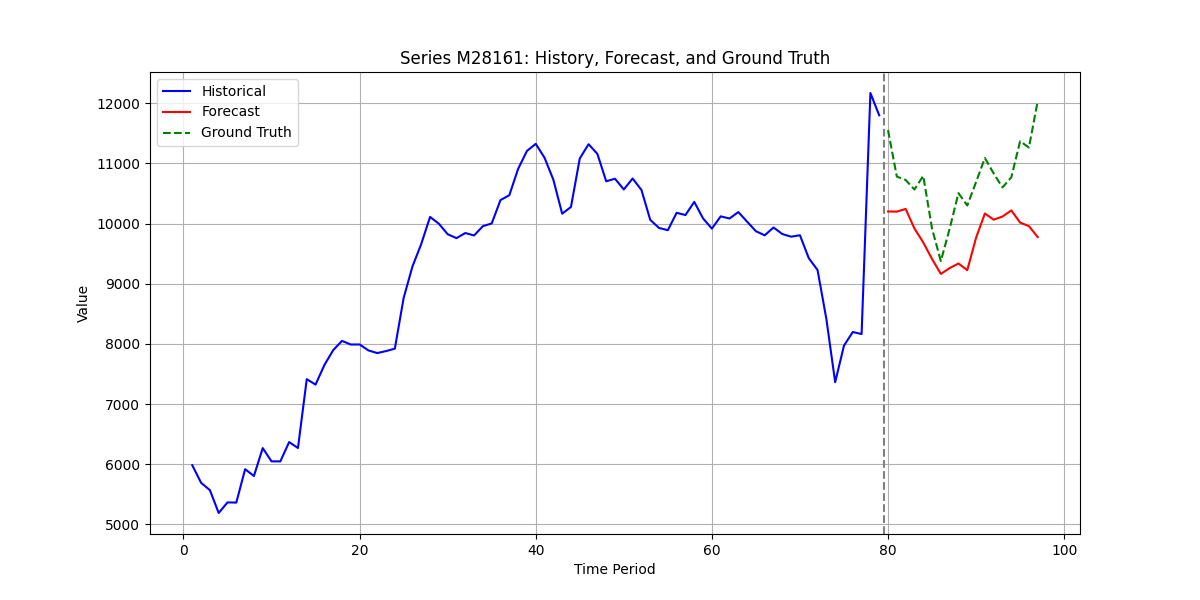 Series M28161: History, Forecast, and Ground Truth
Historical
Forecast
Ground Truth
12000
11000
10000
9000
8000
7000
6000
5000
Value
0 20 40 60 80 100
Time Period